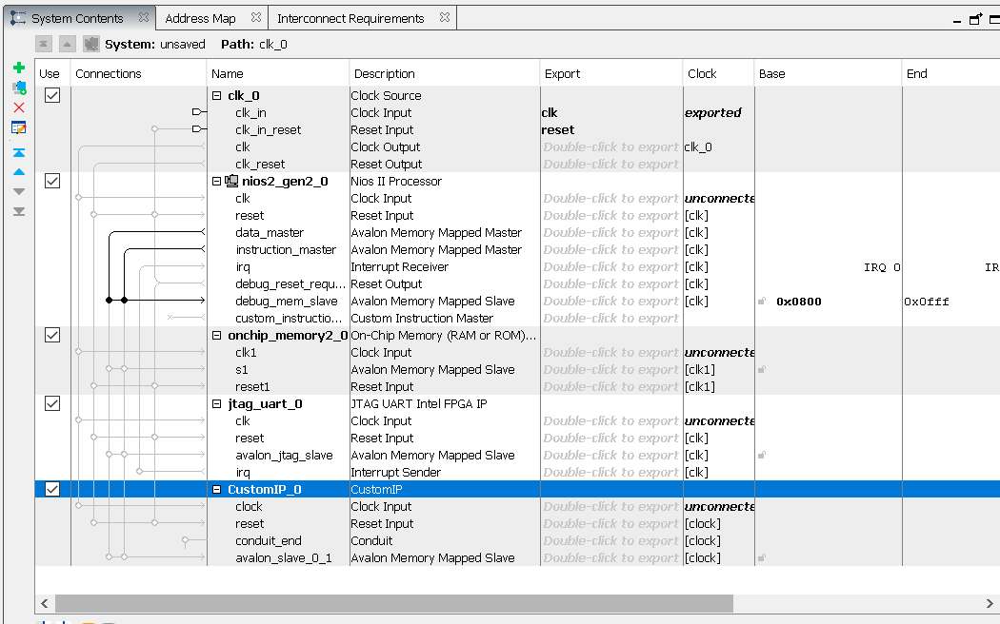 System Contents Address Map Interconnect Requirements
System: unsaved Path: clk_0
Use Connections Name Description Export Clock Base End
clk_0 Clock Source
clk_in Clock Input clk exported
clk_in_reset Reset Input reset
clk Clock Output Double-click to export clk_0
clk_reset Reset Output Double-click to export
nios2_gen2_0 Nios II Processor
clk Clock Input Double-click to export unconnecte
reset Reset Input Double-click to export [clk]
data_master Avalon Memory Mapped Master Double-click to export [clk]
instruction_master Avalon Memory Mapped Master Double-click to export [clk]
irq Interrupt Receiver Double-click to export [clk] IRQ 0 IR
debug_reset_requ... Reset Output Double-click to export [clk]
debug_mem_slave Avalon Memory Mapped Slave Double-click to export [clk] 0x0800 0x0fff
custom_instructio... Custom Instruction Master Double-click to export
onchip_memory2_0 On-Chip Memory (RAM or ROM)...
clk1 Clock Input Double-click to export unconnecte
s1 Avalon Memory Mapped Slave Double-click to export [clk1]
reset1 Reset Input Double-click to export [clk1]
jtag_uart_0 JTAG UART Intel FPGA IP
clk Clock Input Double-click to export unconnecte
reset Reset Input Double-click to export [clk]
avalon_jtag_slave Avalon Memory Mapped Slave Double-click to export [clk]
irq Interrupt Sender Double-click to export [clk]
CustomIP_0 CustomIP
clock Clock Input Double-click to export unconnecte
reset Reset Input Double-click to export [clock]
conduit_end Conduit Double-click to export [clock]
avalon_slave_0_1 Avalon Memory Mapped Slave Double-click to export [clock]